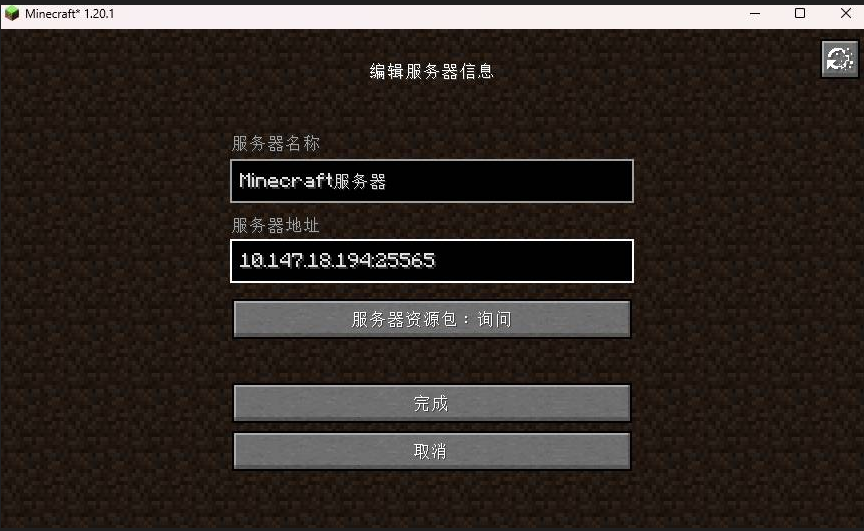 Minecraft* 1.20.1
编辑服务器信息
服务器名称
Minecraft服务器
服务器地址
10.147.18.194:25565
服务器资源包：询问
完成
取消